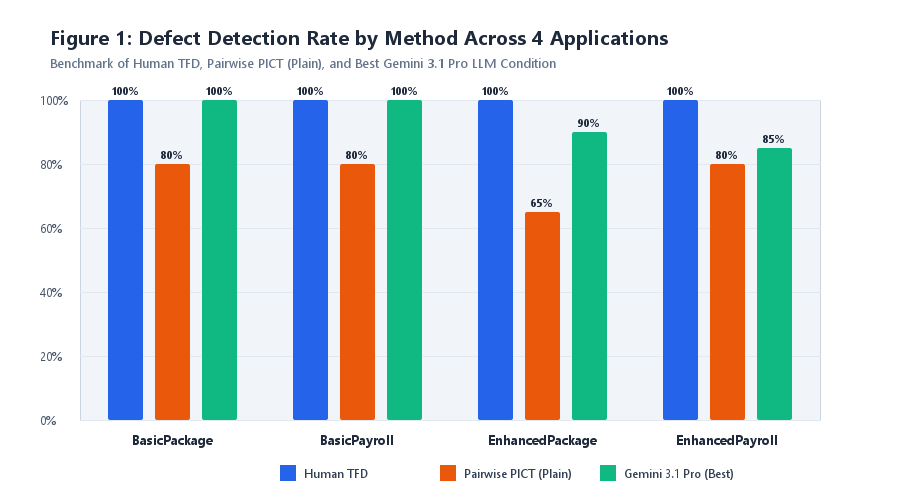 Figure 1: Defect Detection Rate by Method Across 4 Applications
Benchmark of Human TFD, Pairwise PICT (Plain), and Best Gemini 3.1 Pro LLM Condition
100% 100% 100% 100% 100% 100%
100%
90%
85%
80% 80% 80%
80%
65%
60%
40%
20%
0%
BasicPackage BasicPayroll EnhancedPackage EnhancedPayroll
Human TFD Pairwise PICT (Plain) Gemini 3.1 Pro (Best)